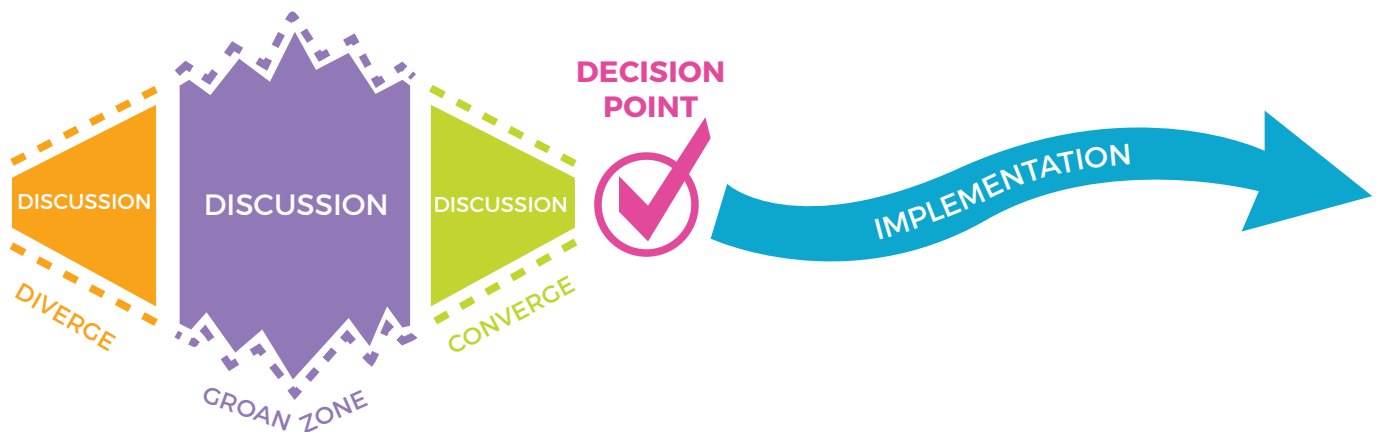 DISCUSSION
DIVERGE
DISCUSSION
GROAN ZONE
DISCUSSION
CONVERGE
DECISION
POINT
IMPLEMENTATION